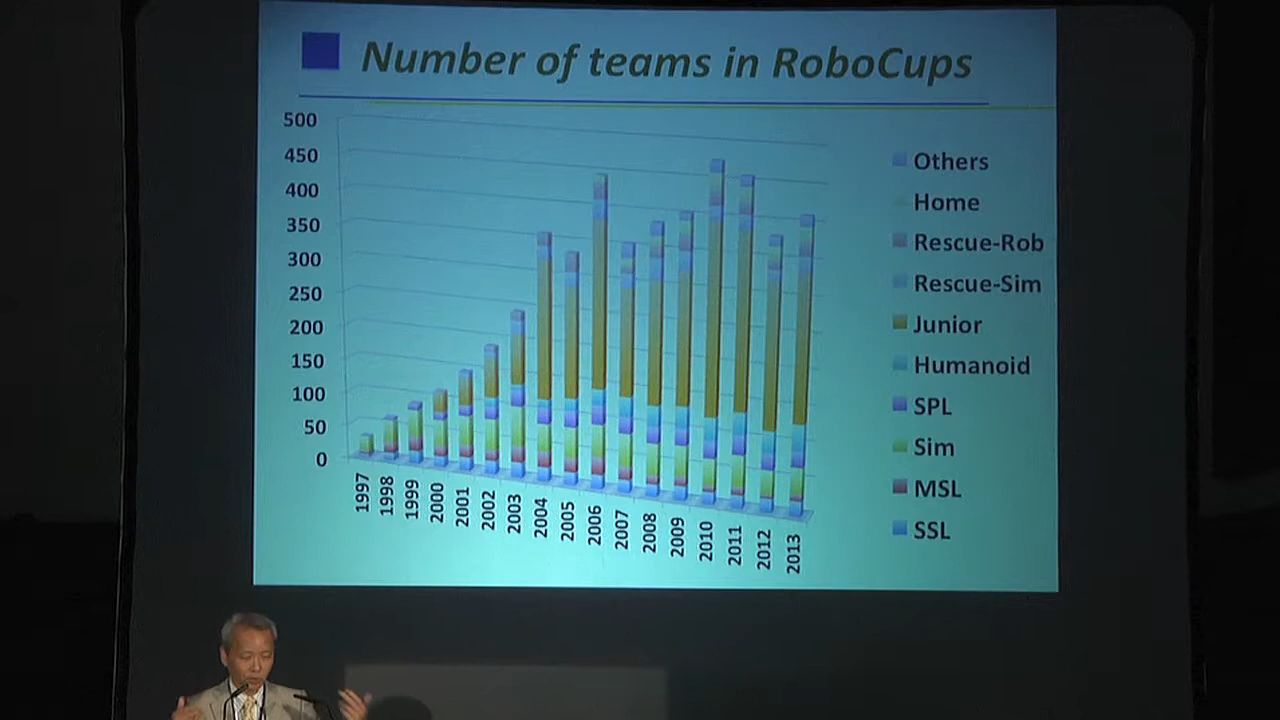 Number of teams in RoboCups
500
450
400
350
300
250
200
150
100
50
0
1997
1998
1999
2000
2001
2002
2003
2004
2005
2006
2007
2008
2009
2010
2011
2012
2013
Others
Home
Rescue-Rob
Rescue-Sim
Junior
Humanoid
SPL
Sim
MSL
SSL